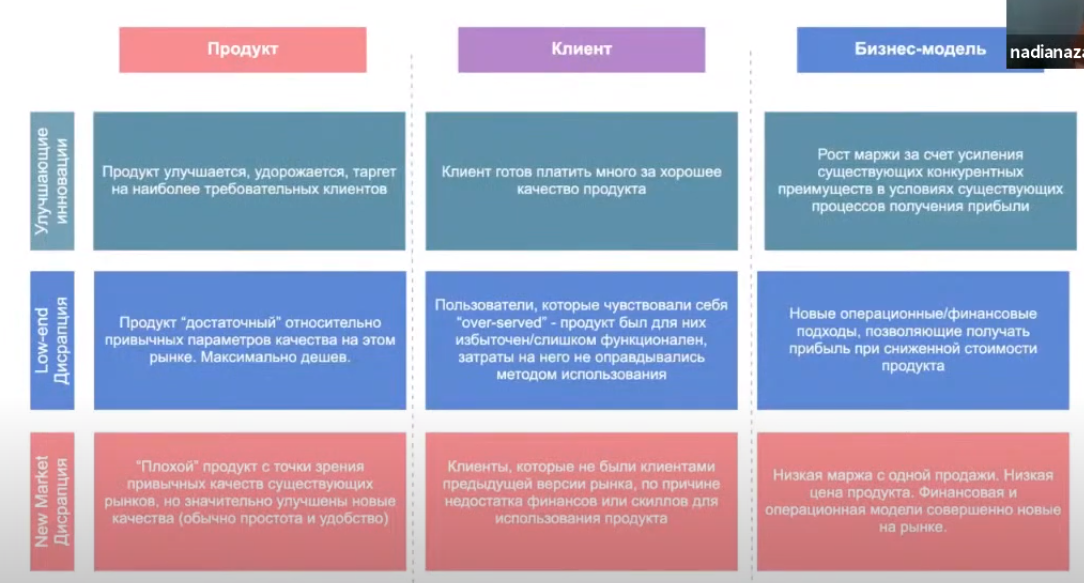 Продукт
Клиент
Бизнес-модель
nadianaza
Улучшающие
инновации
Продукт улучшается, удорожается, таргет
на наиболее требовательных клиентов
Клиент готов платить много за хорошее
качество продукта
Рост маржи за счет усиления
существующих конкурентных
преимуществ в условиях существующих
процессов получения прибыли
Low-end
Дисрапция
Продукт “достаточный” относительно
привычных параметров качества на этом
рынке. Максимально дешев.
Пользователи, которые чувствовали себя
"over-served" - продукт был для них
избыточен/слишком функционален,
затраты на него не оправдывались
методом использования
Новые операционные/финансовые
подходы, позволяющие получать
прибыль при сниженной стоимости
продукта
New Market
Дисрапция
“Плохой” продукт с точки зрения
привычных качеств существующих
рынков, но значительно улучшены новые
качества (обычно простота и удобство)
Клиенты, которые не были клиентами
предыдущей версии рынка, по причине
недостатка финансов или скиллов для
использования продукта
Низкая маржа с одной продажи. Низкая
цена продукта. Финансовая и
операционная модели совершенно новые
на рынке.